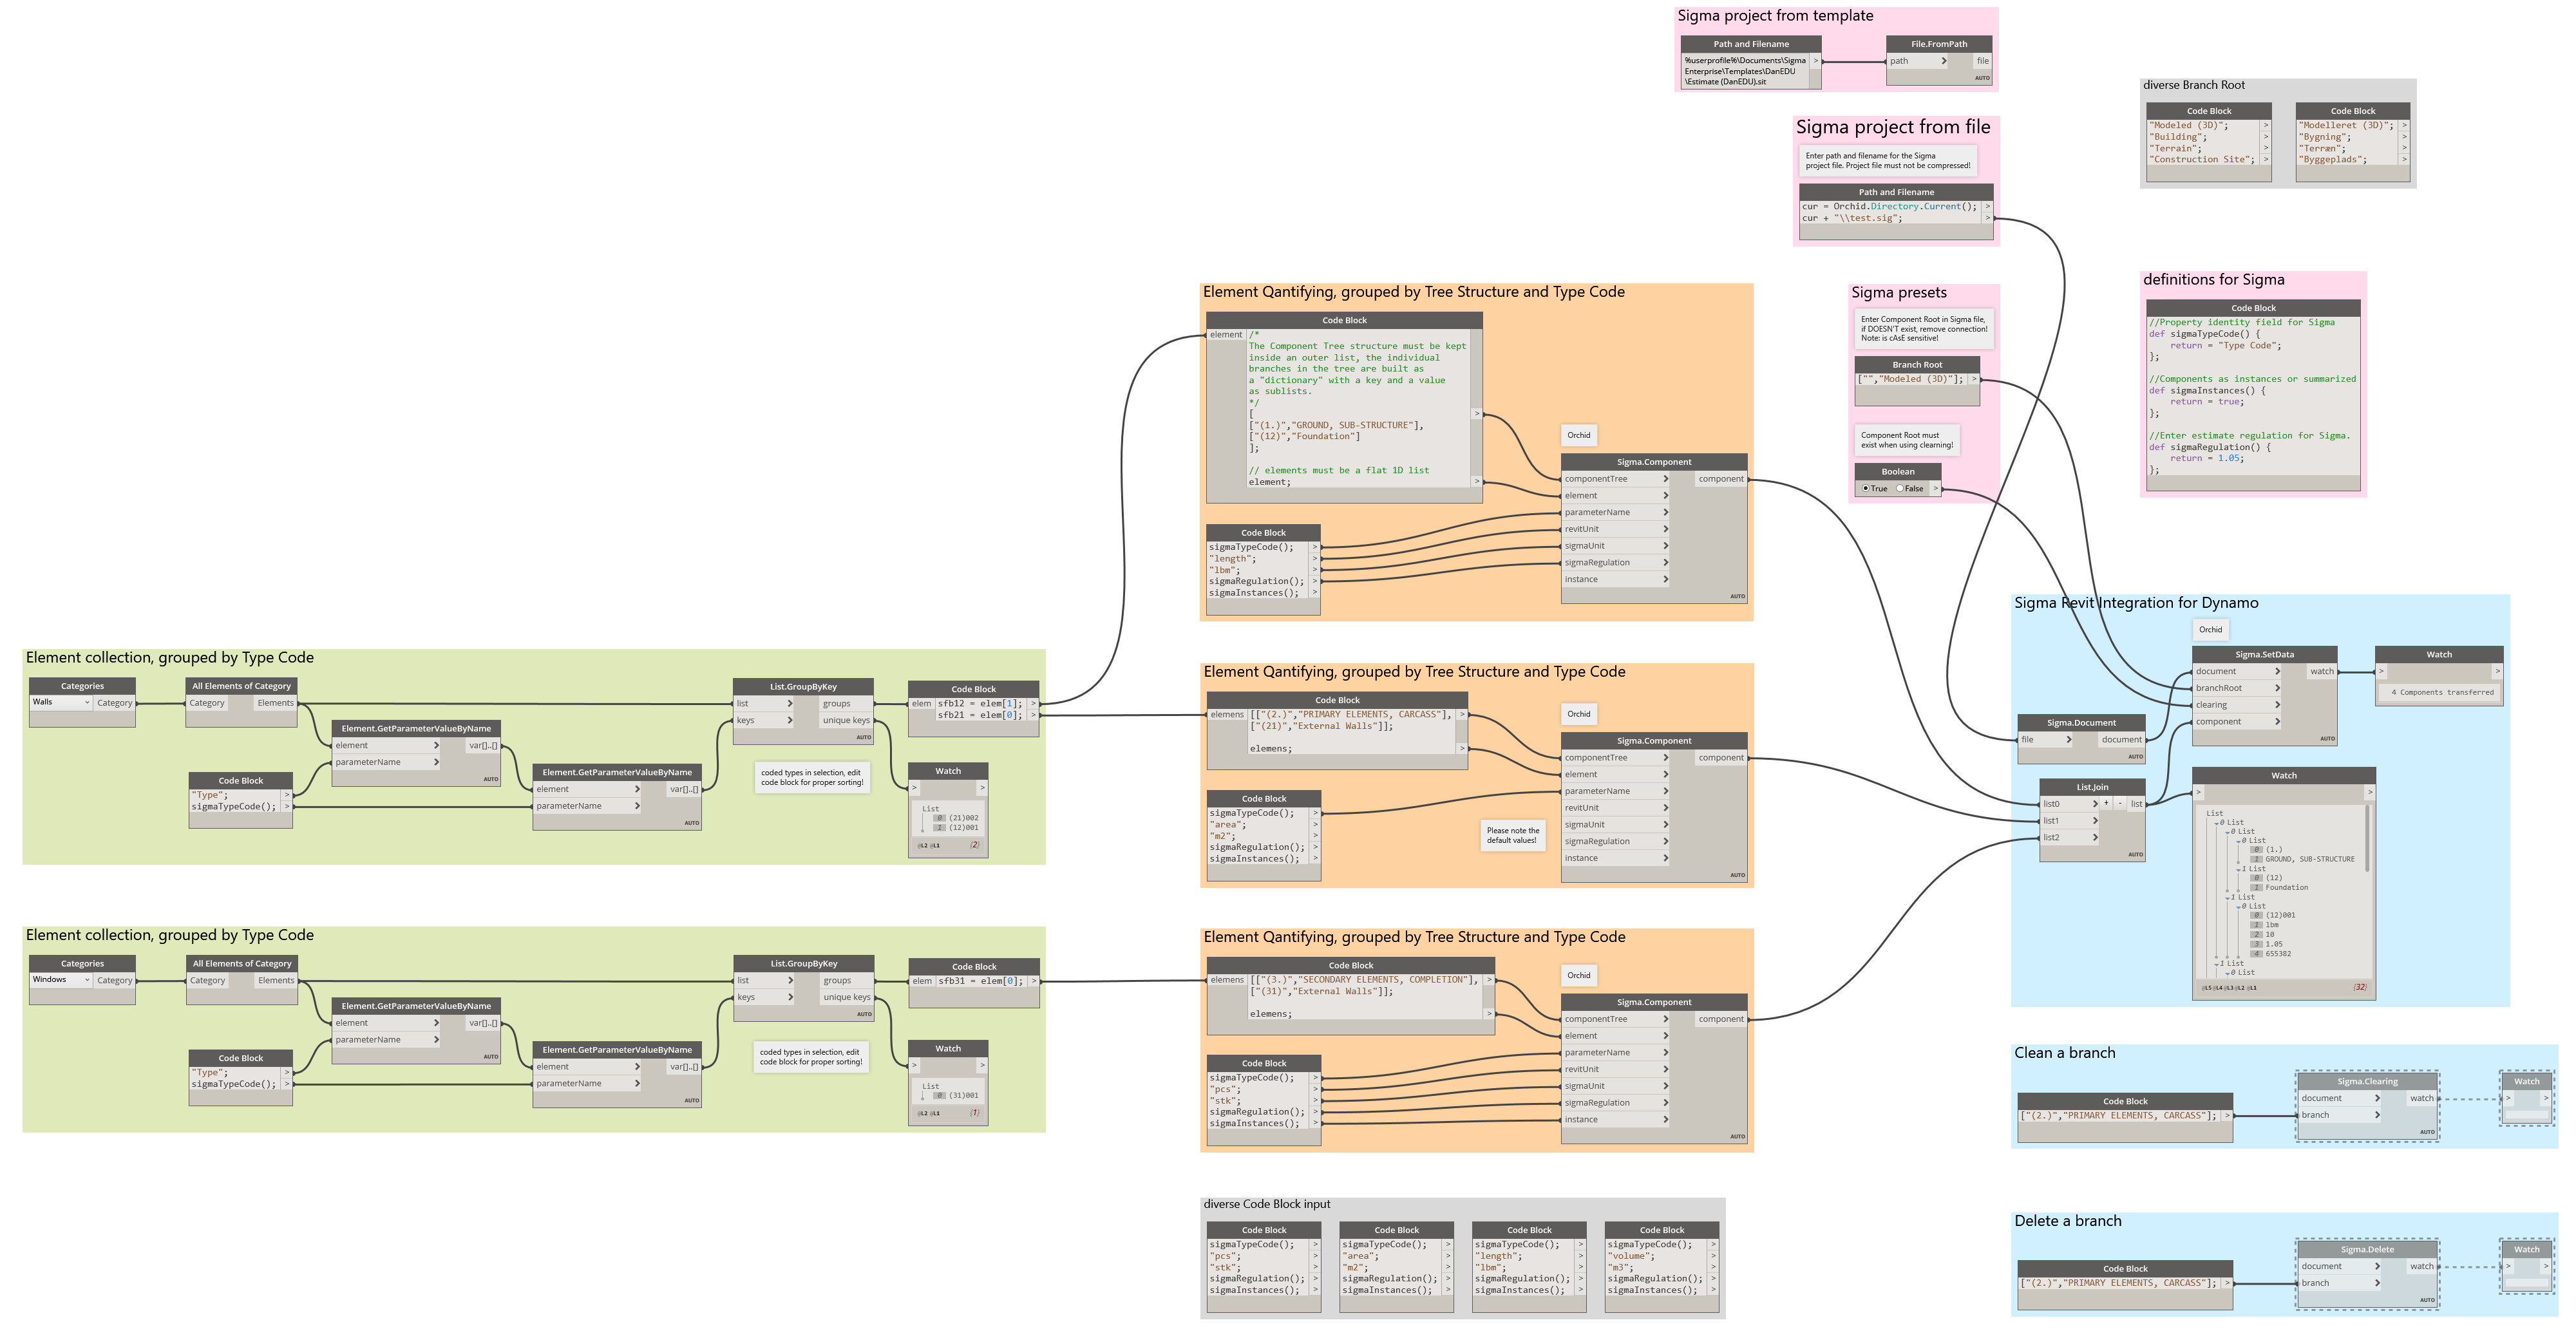 Sigma project from template
Path and Filename
%userprofile%\Documents\Sigma
Enterprise\Templates\DanEDU
\Estimate (DanEDU).sit
>
File.FromPath
path > file
AUTO
diverse Branch Root
Code Block
"Modeled (3D)"; >
"Building"; >
"Terrain"; >
"Construction Site"; >
Code Block
"Modelleret (3D)"; >
"Bygning"; >
"Terræn"; >
"Byggeplads"; >
Sigma project from file
Enter path and filename for the Sigma
project file. Project file must not be compressed!
Path and Filename
cur = Orchid.Directory.Current(); >
cur + "\\test.sig"; >
Sigma presets
Enter Component Root in Sigma file,
if DOESN'T exist, remove connection!
Note: is cAsE sensitive!
Branch Root
["","Modeled (3D)"]; >
Component Root must
exist when using clearning!
Boolean
True False >
definitions for Sigma
Code Block
//Property identity field for Sigma
def sigmaTypeCode() {
return = "Type Code";
};
//Components as instances or summarized
def sigmaInstances() {
return = true;
};
//Enter estimate regulation for Sigma.
def sigmaRegulation() {
return = 1.05;
};
Element Qantifying, grouped by Tree Structure and Type Code
Code Block
element /*
The Component Tree structure must be kept
inside an outer list, the individual
branches in the tree are built as
a "dictionary" with a key and a value
as sublists.
*/
[ >
["(1.)","GROUND, SUB-STRUCTURE"],
["(12)","Foundation"]
];
// elements must be a flat 1D list
element; >
Code Block
sigmaTypeCode(); >
"length"; >
"lbm"; >
sigmaRegulation(); >
sigmaInstances(); >
Orchid
Sigma.Component
componentTree > component
element >
parameterName >
revitUnit >
sigmaUnit >
sigmaRegulation >
instance >
AUTO
Element collection, grouped by Type Code
Categories
Walls Category
All Elements of Category
Category Elements
Element.GetParameterValueByName
element > var[]..[]
parameterName >
AUTO
Code Block
"Type"; >
sigmaTypeCode(); >
Element.GetParameterValueByName
element > var[]..[]
parameterName >
AUTO
List.GroupByKey
list > groups
keys > unique keys
AUTO
coded types in selection, edit
code block for proper sorting!
Code Block
elem sfb12 = elem[1]; >
sfb21 = elem[0]; >
Watch
> >
List
0 (21)002
1 (12)001
@L2 @L1 {2}
Element Qantifying, grouped by Tree Structure and Type Code
Code Block
elemens [["(2.)","PRIMARY ELEMENTS, CARCASS"], >
["(21)","External Walls"]];
elemens; >
Code Block
sigmaTypeCode(); >
"area"; >
"m2"; >
sigmaRegulation(); >
sigmaInstances(); >
Please note the
default values!
Orchid
Sigma.Component
componentTree > component
element >
parameterName >
revitUnit >
sigmaUnit >
sigmaRegulation >
instance >
AUTO
Sigma Revit Integration for Dynamo
Orchid
Sigma.SetData
document > watch
branchRoot >
clearing >
component >
AUTO
Watch
> >
4 Components transferred
Sigma.Document
file > document
AUTO
List.Join
list0 > + - list
list1 >
list2 >
AUTO
Watch
> >
List
0 List
0 List
0 List
0 (1.)
1 GROUND, SUB-STRUCTURE
1 List
0 (12)
1 Foundation
1 List
0 List
0 (12)001
1 lbm
2 10
3 1.05
4 655382
1 List
0 List
@L5 @L4 @L3 @L2 @L1 {32}
Element collection, grouped by Type Code
Categories
Windows Category
All Elements of Category
Category Elements
Element.GetParameterValueByName
element > var[]..[]
parameterName >
AUTO
Code Block
"Type"; >
sigmaTypeCode(); >
Element.GetParameterValueByName
element > var[]..[]
parameterName >
AUTO
List.GroupByKey
list > groups
keys > unique keys
AUTO
coded types in selection, edit
code block for proper sorting!
Code Block
elem sfb31 = elem[0]; >
Watch
> >
List
0 (31)001
@L2 @L1 {1}
Element Qantifying, grouped by Tree Structure and Type Code
Code Block
elemens [["(3.)","SECONDARY ELEMENTS, COMPLETION"], >
["(31)","External Walls"]];
elemens; >
Code Block
sigmaTypeCode(); >
"pcs"; >
"stk"; >
sigmaRegulation(); >
sigmaInstances(); >
Orchid
Sigma.Component
componentTree > component
element >
parameterName >
revitUnit >
sigmaUnit >
sigmaRegulation >
instance >
AUTO
Clean a branch
Code Block
["(2.)","PRIMARY ELEMENTS, CARCASS"]; >
Sigma.Clearing
document > watch
branch >
AUTO
Watch
> >
diverse Code Block input
Code Block
sigmaTypeCode(); >
"pcs"; >
"stk"; >
sigmaRegulation(); >
sigmaInstances(); >
Code Block
sigmaTypeCode(); >
"area"; >
"m2"; >
sigmaRegulation(); >
sigmaInstances(); >
Code Block
sigmaTypeCode(); >
"length"; >
"lbm"; >
sigmaRegulation(); >
sigmaInstances(); >
Code Block
sigmaTypeCode(); >
"volume"; >
"m3"; >
sigmaRegulation(); >
sigmaInstances(); >
Delete a branch
Code Block
["(2.)","PRIMARY ELEMENTS, CARCASS"]; >
Sigma.Delete
document > watch
branch >
AUTO
Watch
> >